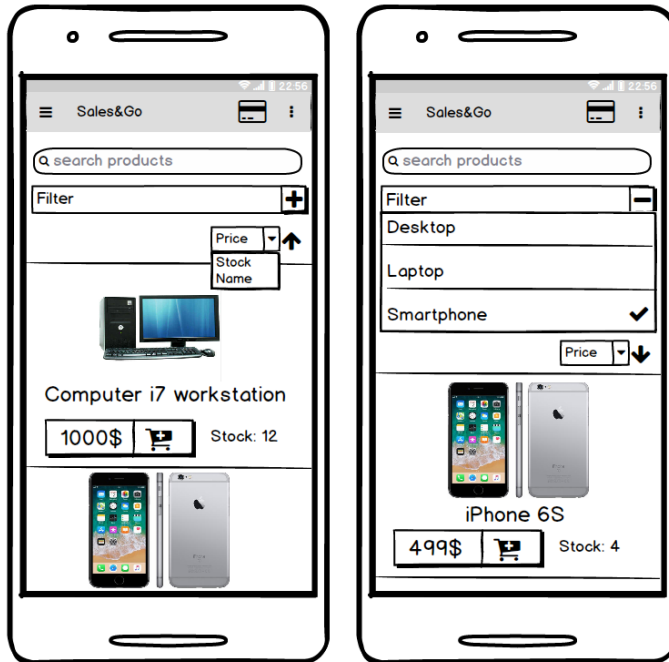 22:56
Sales&Go
search products
Filter
Price
Stock
Name
Computer i7 workstation
1000$
Stock: 12
22:56
Sales&Go
search products
Filter
Desktop
Laptop
Smartphone
Price
iPhone 6S
499$
Stock: 4